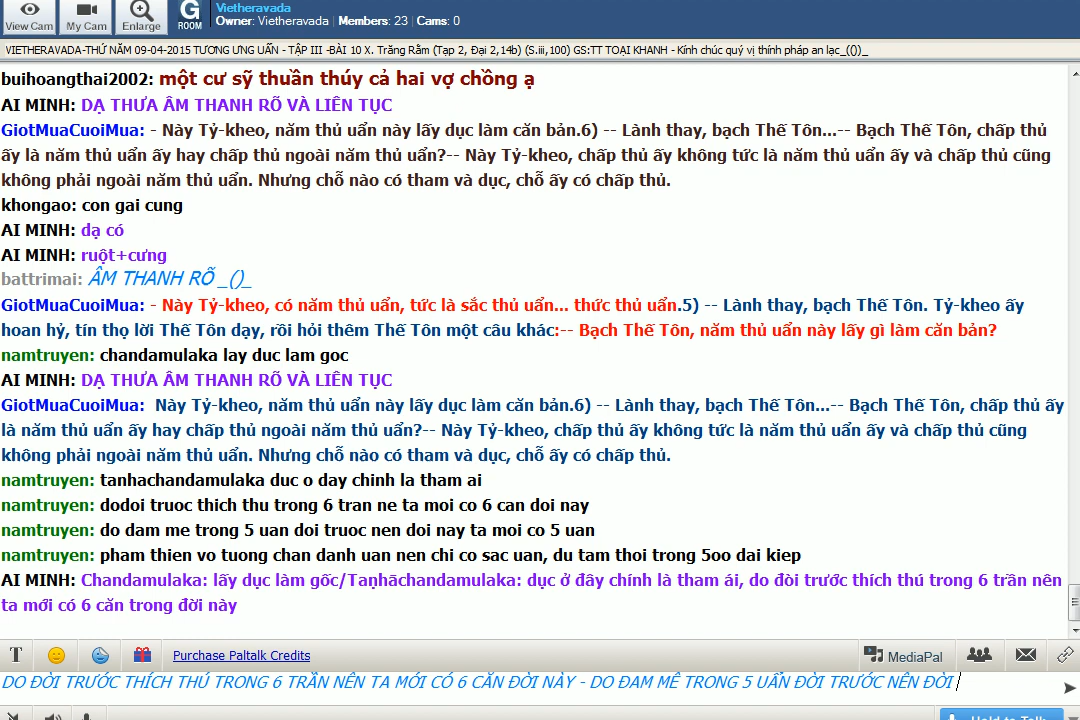 Vietheravada
View Cam
My Cam
Enlarge
G
ROOM
Owner: Vietheravada | Members: 23 | Cams: 0
VIETHERAVADA-THỨ NĂM 09-04-2015 TƯƠNG ƯNG UẨN - TẬP III -BÀI 10 X. Trăng Rằm (Tạp 2, Đại 2,14b) (S.iii,100) GS:TT TOẠI KHANH - Kính chúc quý vị thính pháp an lạc_(())_
buihoangthai2002: một cư sỹ thuần thúy cả hai vợ chồng ạ
AI MINH: DẠ THƯA ÂM THANH RÕ VÀ LIÊN TỤC
GiotMuaCuoiMua: - Này Tỷ-kheo, năm thủ uẩn này lấy dục làm căn bản.6) -- Lành thay, bạch Thế Tôn...-- Bạch Thế Tôn, chấp thủ
ấy là năm thủ uẩn ấy hay chấp thủ ngoài năm thủ uẩn?-- Này Tỷ-kheo, chấp thủ ấy không tức là năm thủ uẩn ấy và chấp thủ cũng
không phải ngoài năm thủ uẩn. Nhưng chỗ nào có tham và dục, chỗ ấy có chấp thủ.
khongao: con gai cung
AI MINH: dạ có
AI MINH: ruột+cưng
battrimai: ÂM THANH RÕ _()_
GiotMuaCuoiMua: - Này Tỷ-kheo, có năm thủ uẩn, tức là sắc thủ uẩn... thức thủ uẩn.5) -- Lành thay, bạch Thế Tôn. Tỷ-kheo ấy
hoan hỷ, tín thọ lời Thế Tôn dạy, rồi hỏi thêm Thế Tôn một câu khác:-- Bạch Thế Tôn, năm thủ uẩn này lấy gì làm căn bản?
namtruyen: chandamulaka lay duc lam goc
AI MINH: DẠ THƯA ÂM THANH RÕ VÀ LIÊN TỤC
GiotMuaCuoiMua: Này Tỷ-kheo, năm thủ uẩn này lấy dục làm căn bản.6) -- Lành thay, bạch Thế Tôn...-- Bạch Thế Tôn, chấp thủ ấy
là năm thủ uẩn ấy hay chấp thủ ngoài năm thủ uẩn?-- Này Tỷ-kheo, chấp thủ ấy không tức là năm thủ uẩn ấy và chấp thủ cũng
không phải ngoài năm thủ uẩn. Nhưng chỗ nào có tham và dục, chỗ ấy có chấp thủ.
namtruyen: tanhachandamulaka duc o day chinh la tham ai
namtruyen: dodoi truoc thich thu trong 6 tran ne ta moi co 6 can doi nay
namtruyen: do dam me trong 5 uan doi truoc nen doi nay ta moi co 5 uan
namtruyen: pham thien vo tuong chan danh uan nen chi co sac uan, du tam thoi trong 5oo dai kiep
AI MINH: Chandamulaka: lấy dục làm gốc/Taṇhāchandamulaka: dục ở đây chính là tham ái, do đòi trước thích thú trong 6 trần nên
ta mới có 6 căn trong đời này
T
Purchase Paltalk Credits
MediaPal
DO ĐỜI TRƯỚC THÍCH THÚ TRONG 6 TRẦN NÊN TA MỚI CÓ 6 CĂN ĐỜI NÀY - DO ĐAM MÊ TRONG 5 UẨN ĐỜI TRƯỚC NÊN ĐỜI
Hold to Talk